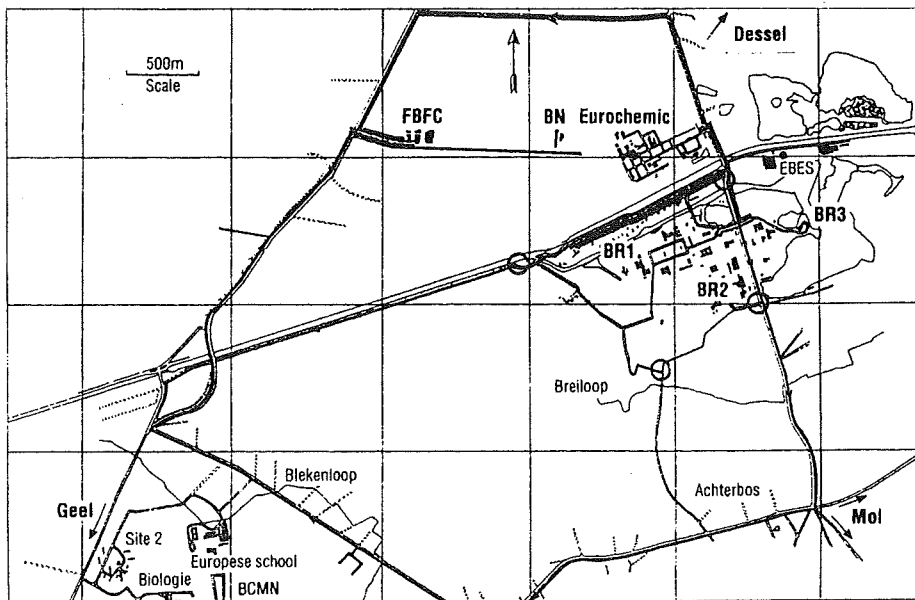 Dessel
500m
Scale
FBFC
BN
Eurochemic
EBES
BR3
BR1
BR2
Breiloop
Blekenloop
Achterbos
Geel
Mol
Site 2
Europese school
Biologie
BCMN